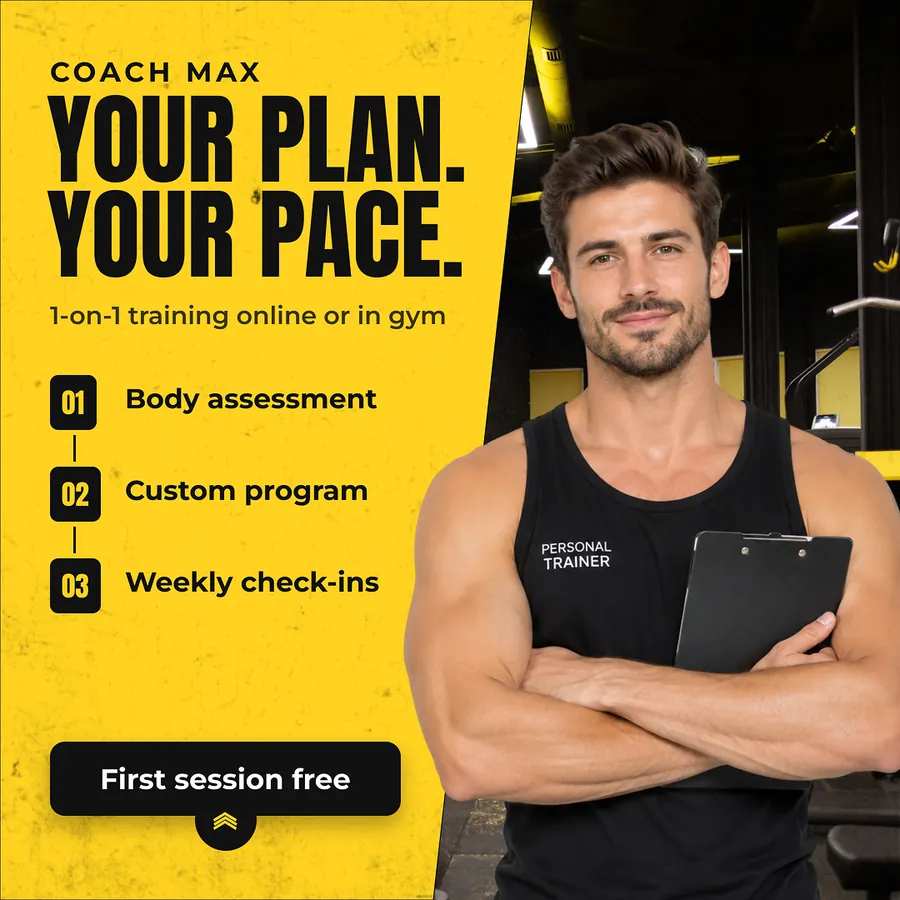 COACH MAX
YOUR PLAN.
YOUR PACE.
1-on-1 training online or in gym
01 Body assessment
02 Custom program
03 Weekly check-ins
First session free
PERSONAL
TRAINER